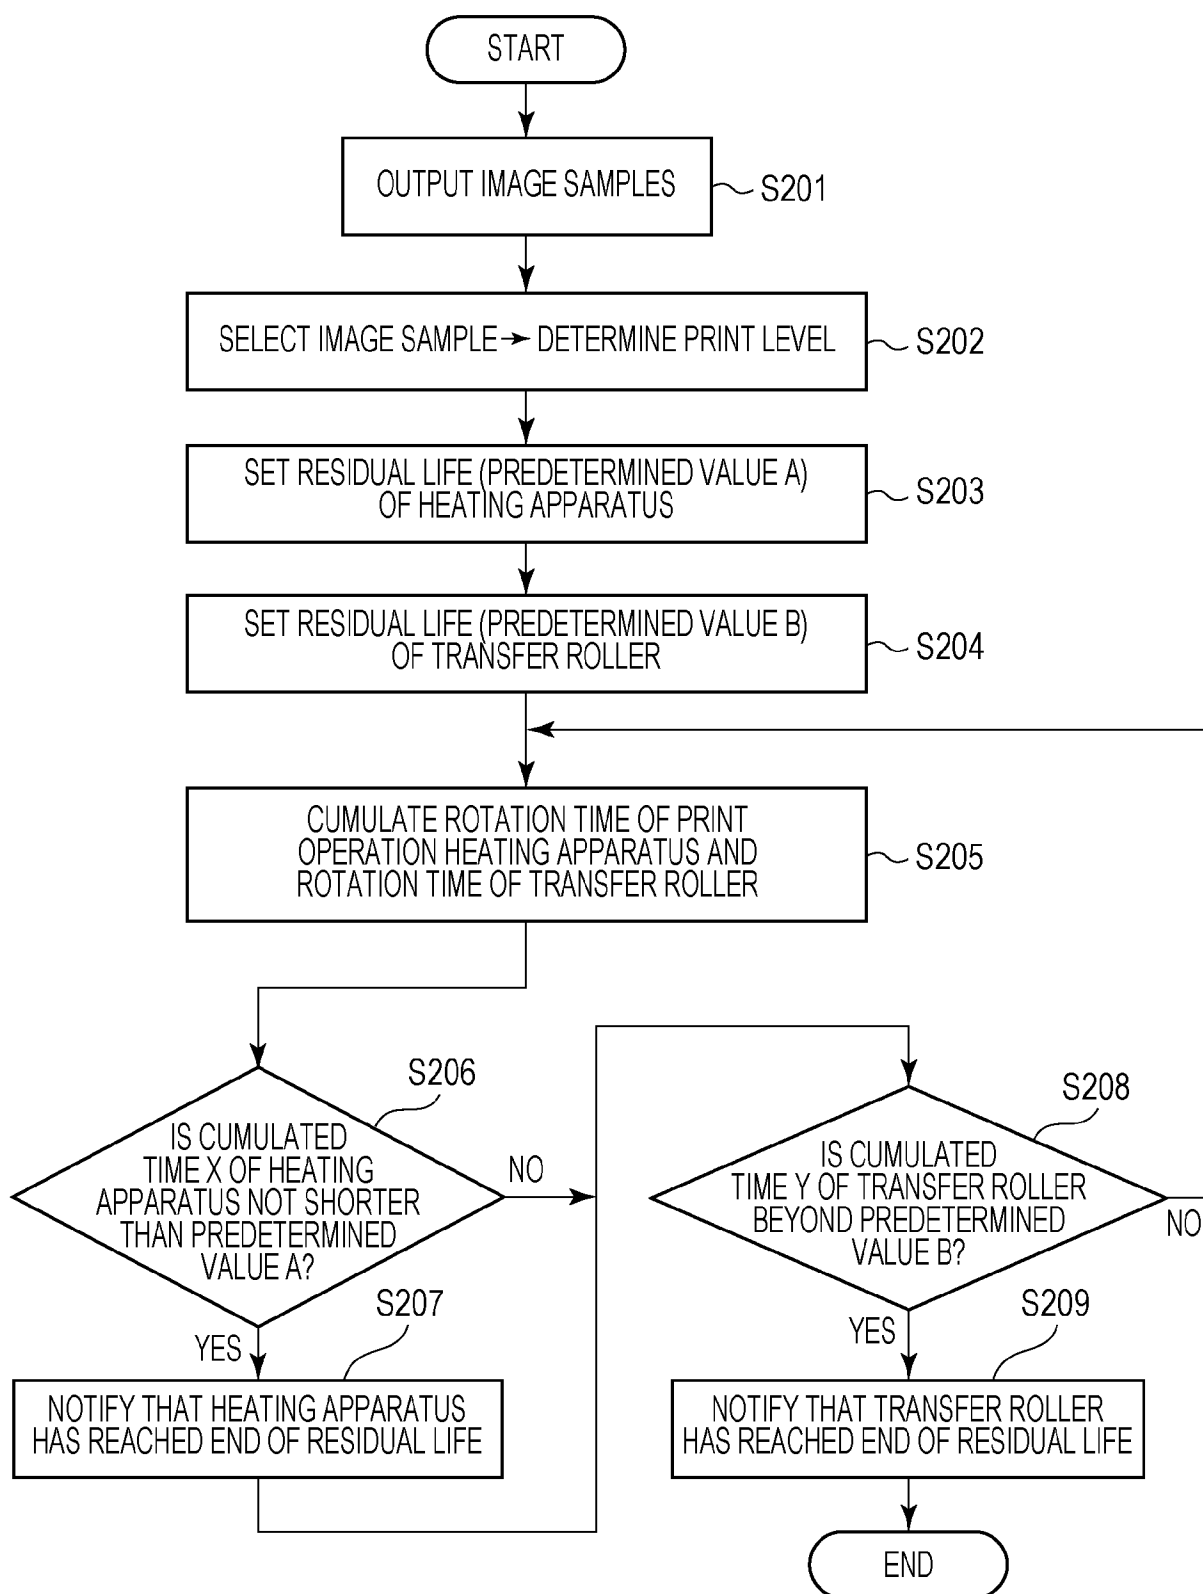 START
OUTPUT IMAGE SAMPLES
S201
SELECT IMAGE SAMPLE → DETERMINE PRINT LEVEL
S202
SET RESIDUAL LIFE (PREDETERMINED VALUE A)
OF HEATING APPARATUS
S203
SET RESIDUAL LIFE (PREDETERMINED VALUE B)
OF TRANSFER ROLLER
S204
CUMULATE ROTATION TIME OF PRINT
OPERATION HEATING APPARATUS AND
ROTATION TIME OF TRANSFER ROLLER
S205
S206
IS CUMULATED
TIME X OF HEATING
APPARATUS NOT SHORTER
THAN PREDETERMINED
VALUE A?
NO
YES
S207
NOTIFY THAT HEATING APPARATUS
HAS REACHED END OF RESIDUAL LIFE
S208
IS CUMULATED
TIME Y OF TRANSFER ROLLER
BEYOND PREDETERMINED
VALUE B?
NO
YES
S209
NOTIFY THAT TRANSFER ROLLER
HAS REACHED END OF RESIDUAL LIFE
END